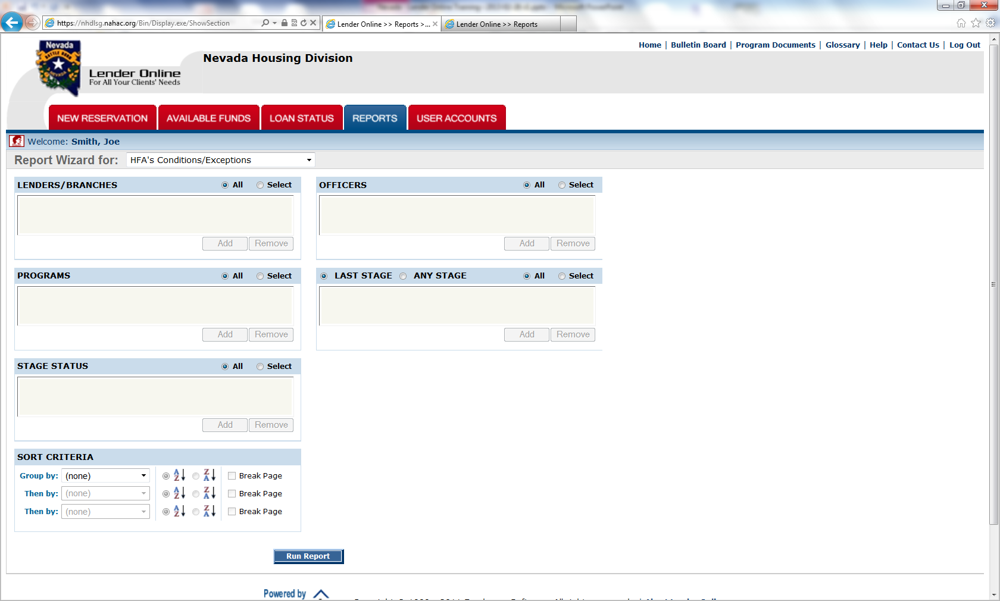 https://nhdlsg.nahac.org/Bin/Display.exe/ShowSection
Lender Online >> Reports >...
Lender Online >> Reports
Home | Bulletin Board | Program Documents | Glossary | Help | Contact Us | Log Out
Nevada
Nevada Housing Division
Lender Online
For All Your Clients' Needs
NEW RESERVATION AVAILABLE FUNDS LOAN STATUS REPORTS USER ACCOUNTS
Welcome: Smith, Joe
Report Wizard for: HFA's Conditions/Exceptions
LENDERS/BRANCHES All Select
Add Remove
OFFICERS All Select
Add Remove
PROGRAMS All Select
Add Remove
LAST STAGE ANY STAGE All Select
Add Remove
STAGE STATUS All Select
Add Remove
SORT CRITERIA
Group by: (none) A Z Z A Break Page
Then by: (none) A Z Z A Break Page
Then by: (none) A Z Z A Break Page
Run Report
Powered by